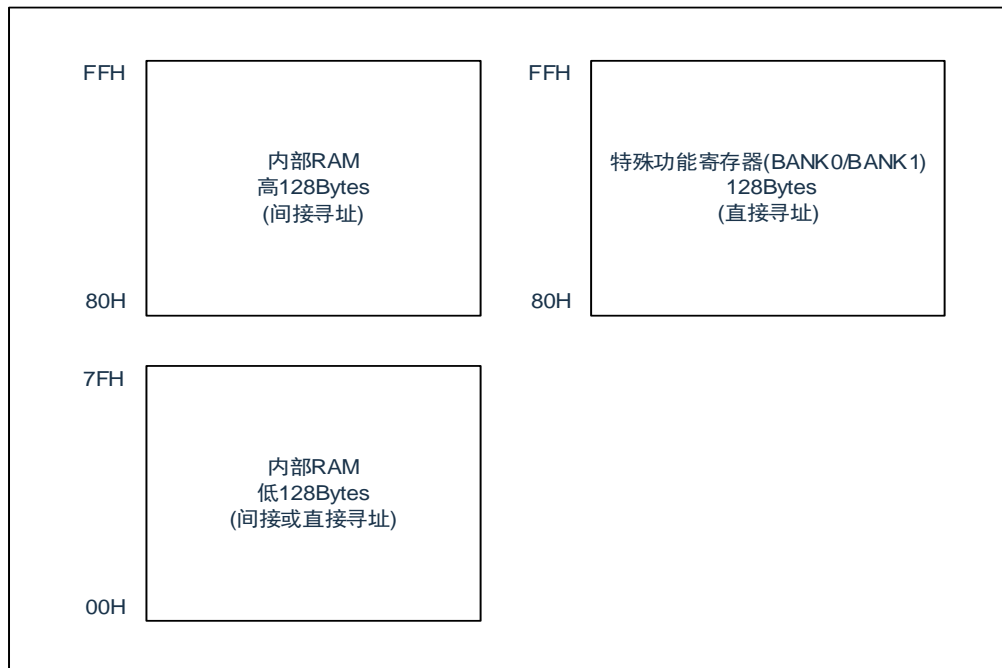 FFH
内部RAM
高128Bytes
(间接寻址)
80H
FFH
特殊功能寄存器(BANK0/BANK1)
128Bytes
(直接寻址)
80H
7FH
内部RAM
低128Bytes
(间接或直接寻址)
00H